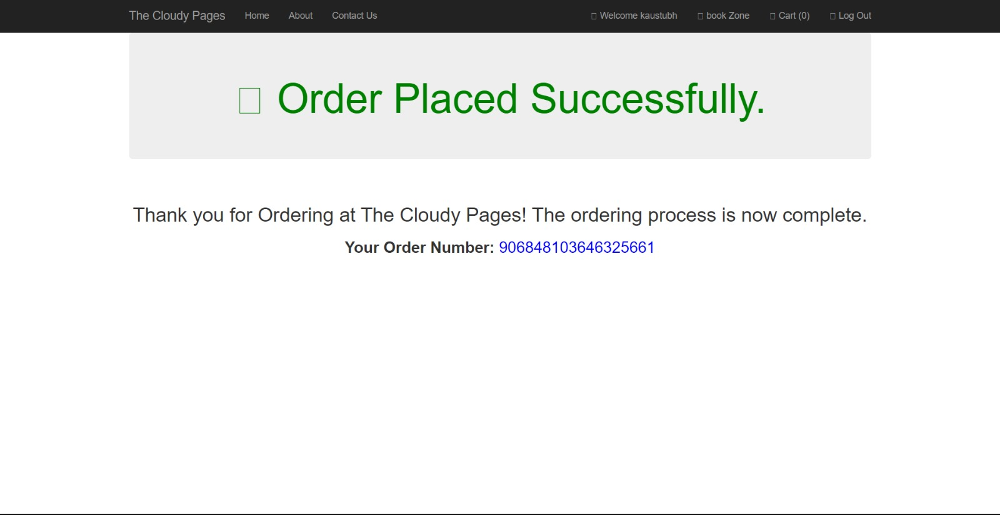 The Cloudy Pages Home About Contact Us Welcome kaustubh book Zone Cart (0) Log Out
Order Placed Successfully.
Thank you for Ordering at The Cloudy Pages! The ordering process is now complete.
Your Order Number: 906848103646325661